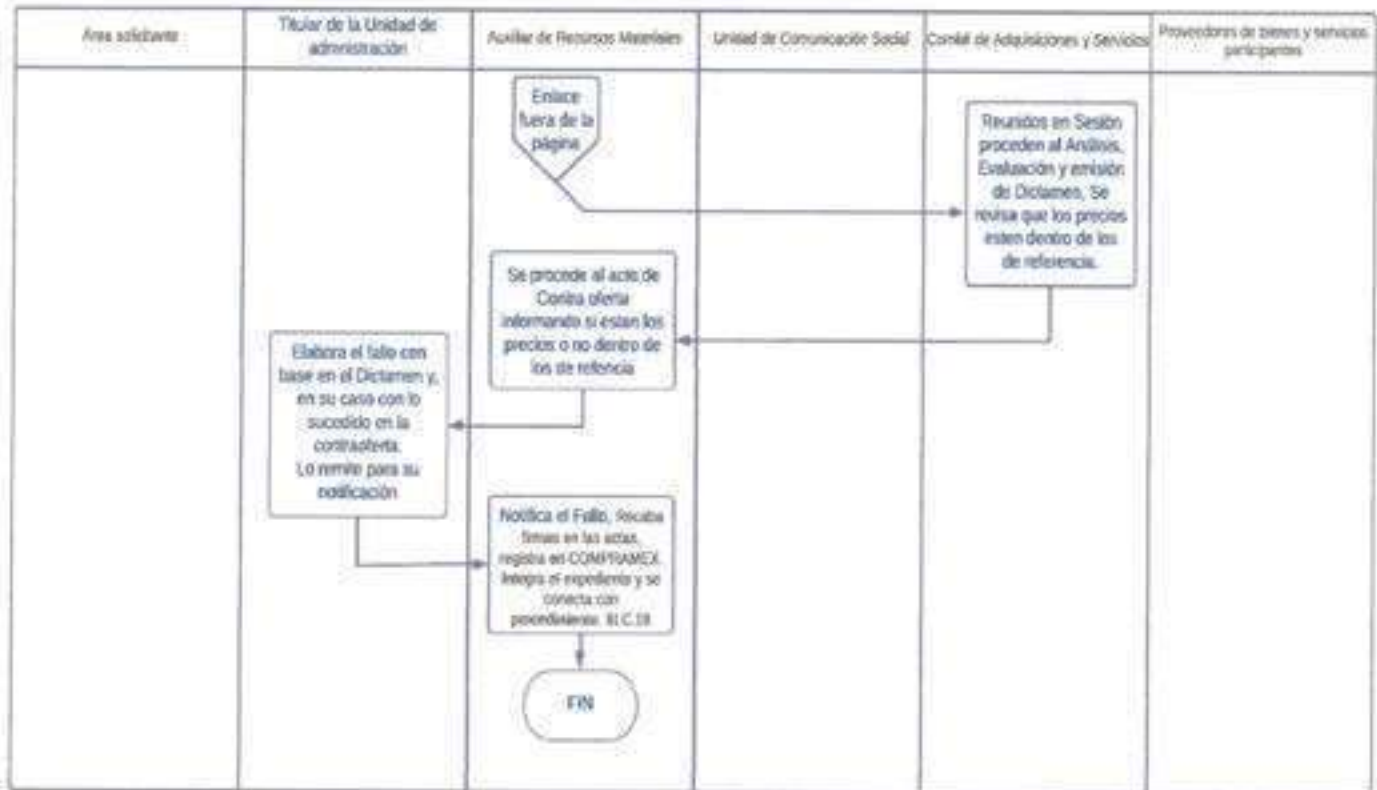 Área solicitante
Titular de la Unidad de
administración
Auxiliar de Recursos Materiales
Unidad de Comunicación Social
Comité de Adquisiciones y Servicios
Proveedores de bienes y servicios
participantes
Enlace
fuera de la
página
Reunidos en Sesión
proceden al Análisis,
Evaluación y emisión
de Dictamen, Se
revisa que los precios
esten dentro de los
de referencia.
Se procede al acto de
Contra oferta
informando si estan los
precios o no dentro de
los de refencia
Elabora el fallo con
base en el Dictamen y,
en su caso con lo
sucedido en la
contraoferta.
Lo remite para su
notificación
Notifica el Fallo, Recaba
firmas en las actas,
registra en COMPRAMEX.
Integra el expediente y se
conecta con
procedimiento.
FIN